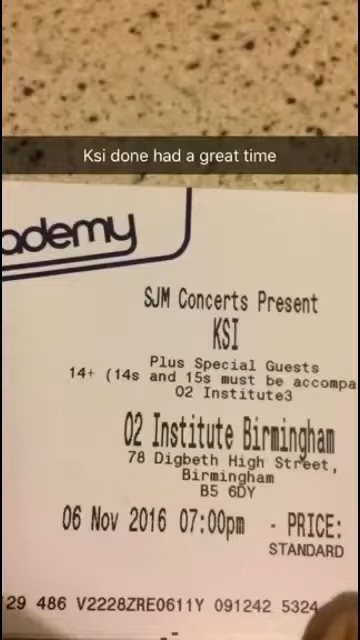 Ksi done had a great time
ademy
SJM Concerts Present
KSI
Plus Special Guests
14+ (14s and 15s must be accompa
O2 Institute3
O2 Institute Birmingham
78 Digbeth High Street,
Birmingham
B5 6DY
06 Nov 2016 07:00pm - PRICE:
STANDARD
29 486 V2228ZRE0611Y 091242 5324